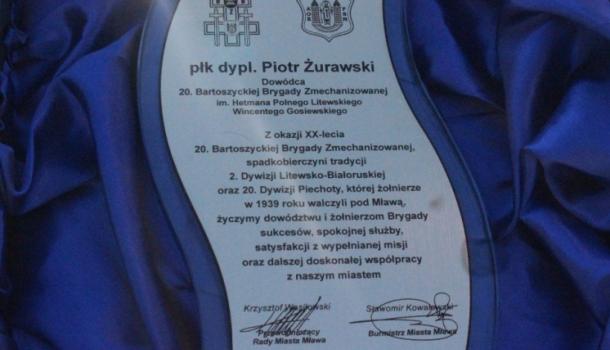 płk dypl. Piotr Żurawski
Dowódca
20. Bartoszyckiej Brygady Zmechanizowanej
im. Hetmana Polnego Litewskiego
Wincentego Gosiewskiego
Z okazji XX-lecia
20. Bartoszyckiej Brygady Zmechanizowanej,
spadkobierczyni tradycji
2. Dywizji Litewsko-Białoruskiej
oraz 20. Dywizji Piechoty, której żołnierze
w 1939 roku walczyli pod Mławą,
życzymy dowództwu i żołnierzom Brygady
sukcesów, spokojnej służby,
satysfakcji z wypełnianej misji
oraz dalszej doskonałej współpracy
z naszym miastem
Krzysztof Sławomir Kowalewski
Przewodniczący Burmistrz Miasta Mława
Rady Miasta Mława